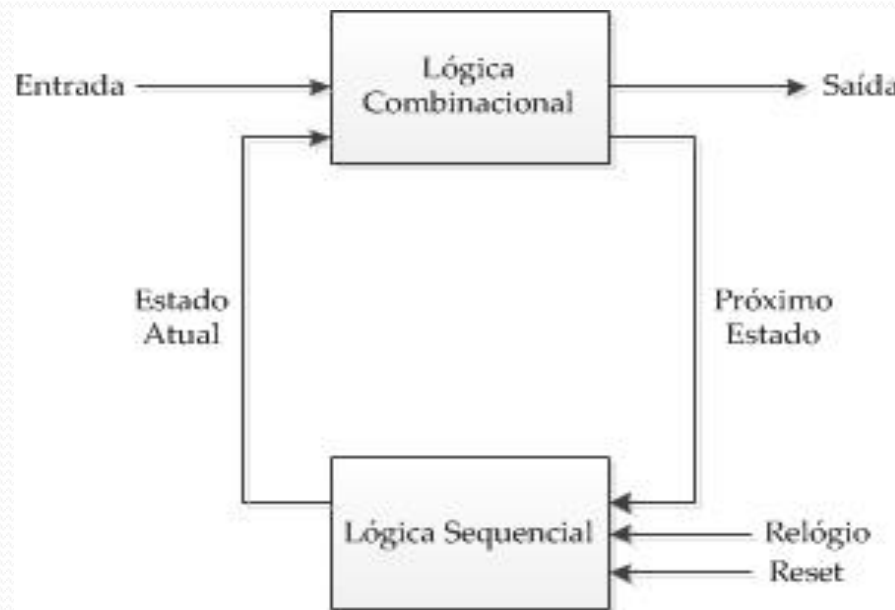 Lógica
Combinacional
Entrada
Saída
Estado
Atual
Próximo
Estado
Lógica Sequencial
Relógio
Reset